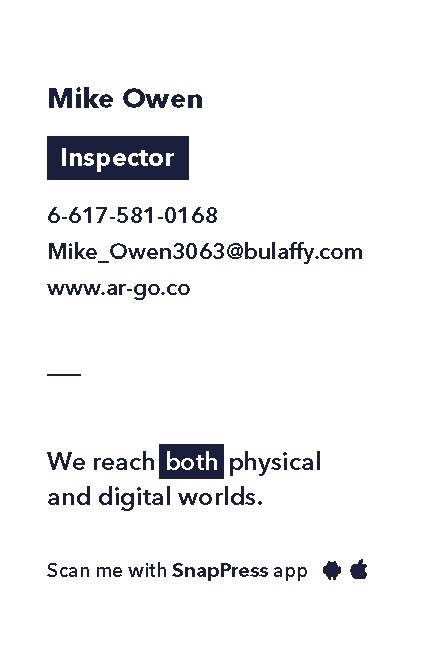 Mike Owen
Inspector
6-617-581-0168
Mike_Owen3063@bulaffy.com
www.ar-go.co
We reach both physical
and digital worlds.
Scan me with SnapPress app